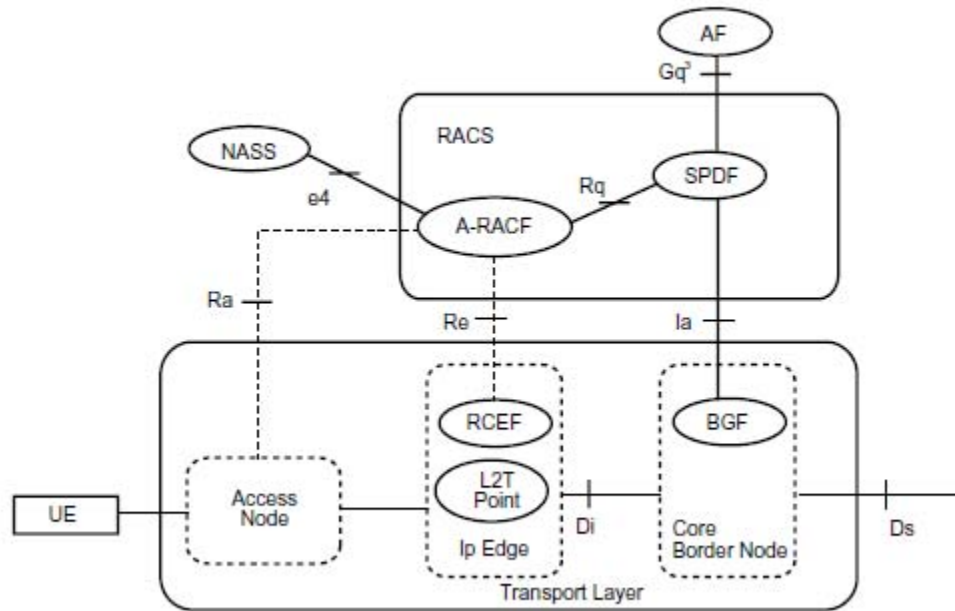 AF
Gq³
RACS
NASS
SPDF
Rq
e4
A-RACF
Ra
Re
Ia
RCEF
BGF
L2T
Point
Access
Node
UE
Di
Core
Border Node
Ds
Ip Edge
Transport Layer